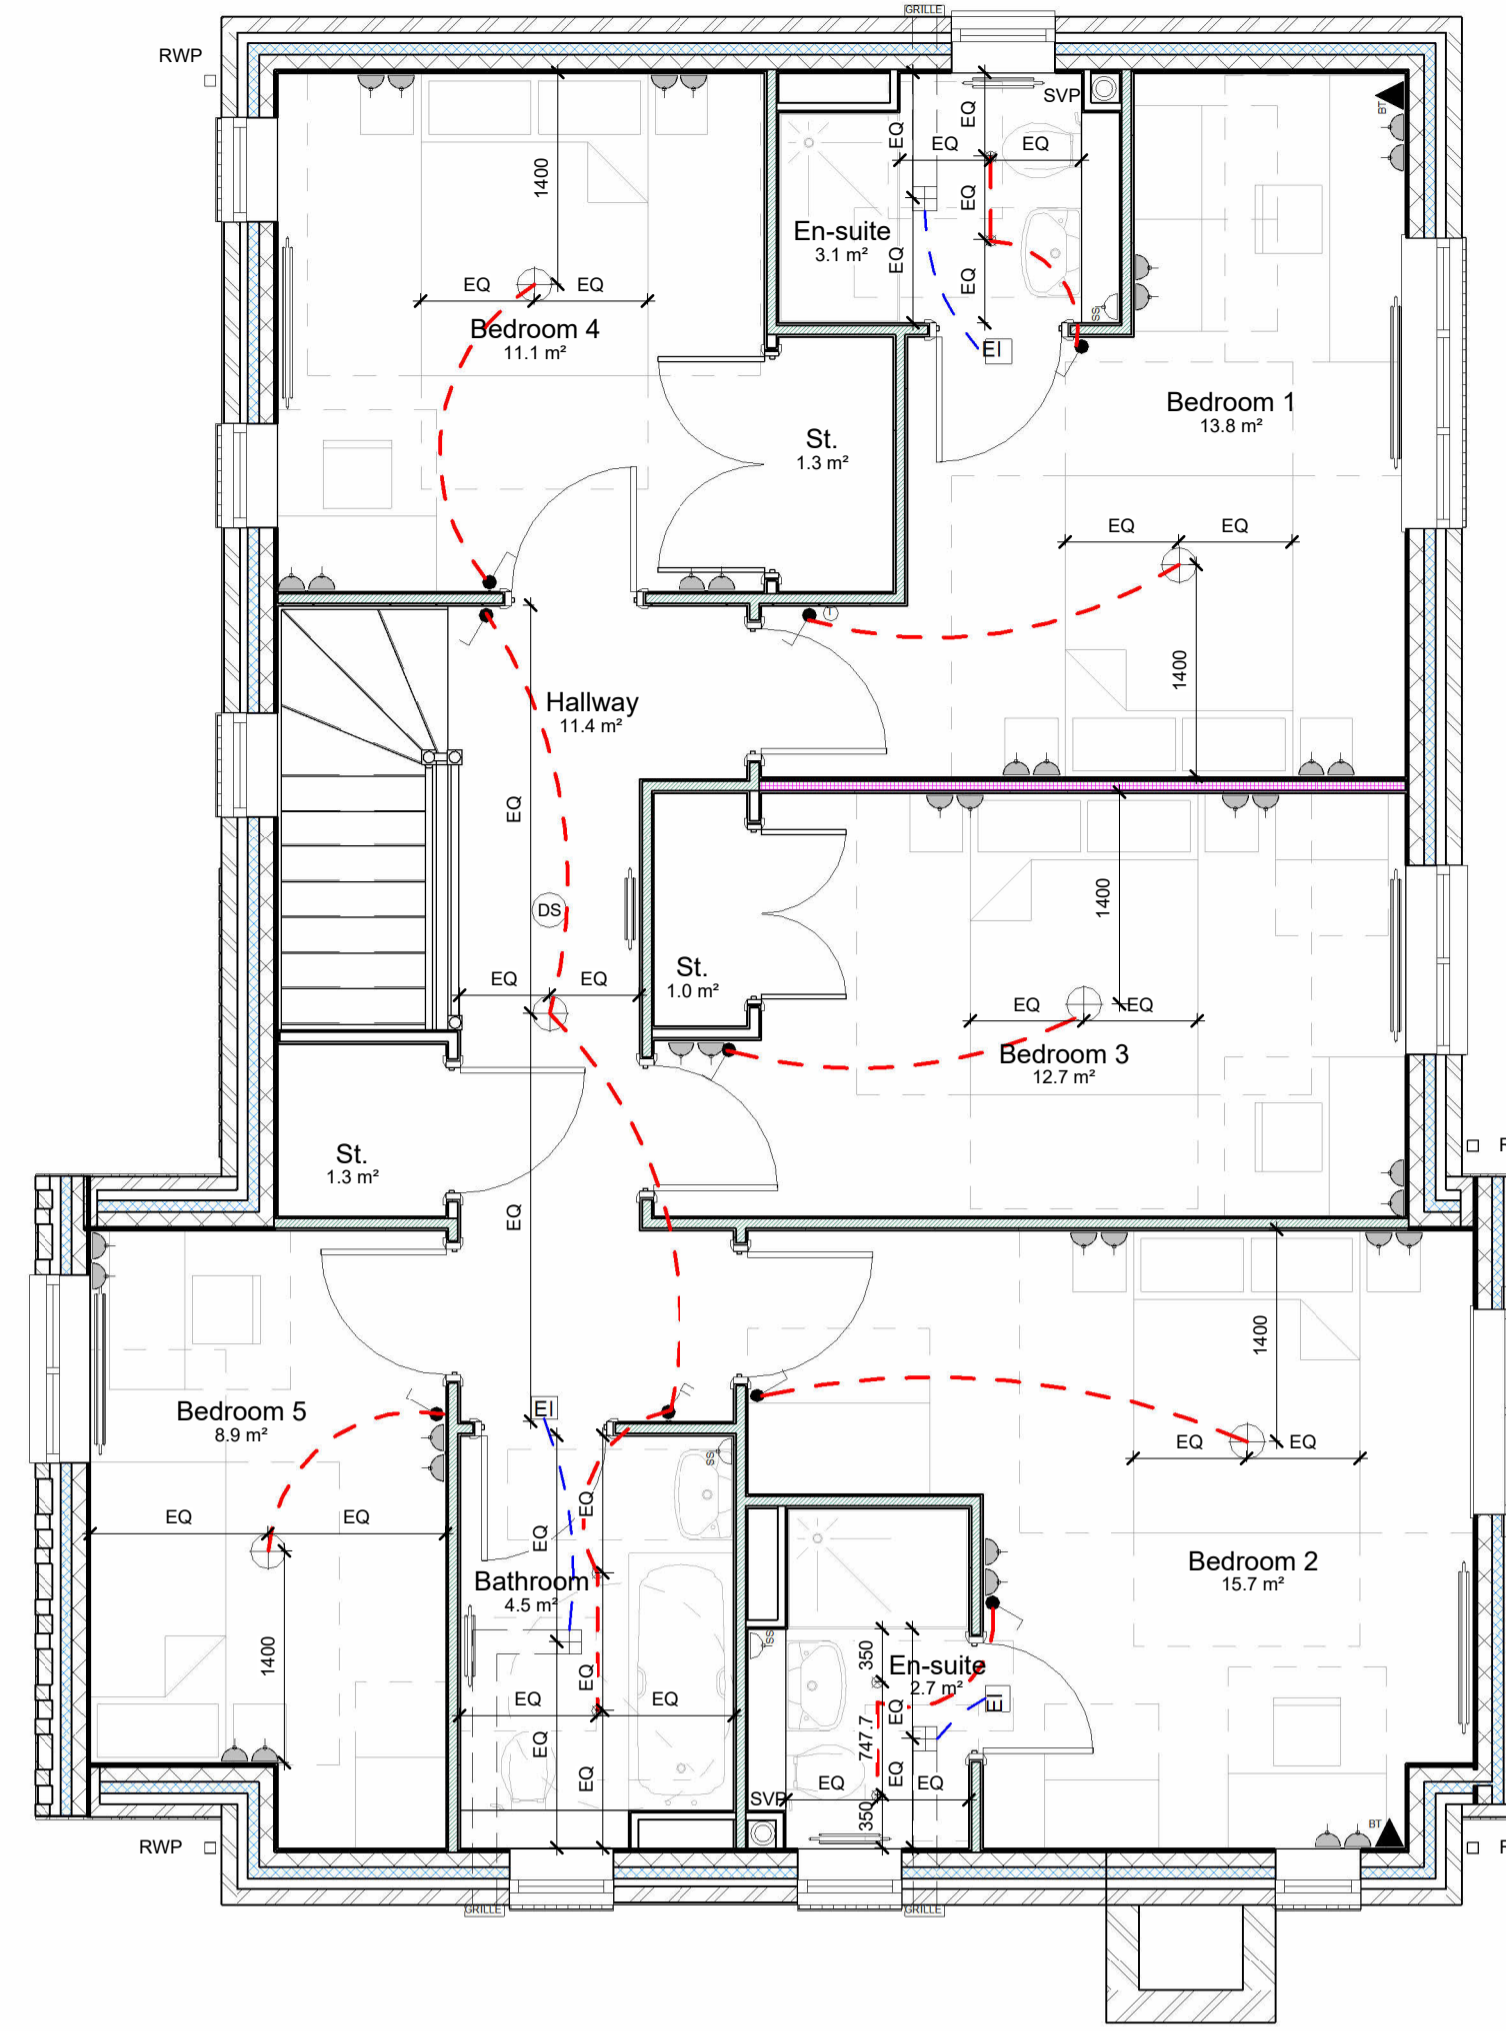 GRILLE
RWP
SVP
BT
EQ
EQ
EQ
EQ
1400
EQ
En-suite
3.1 m²
EQ
EQ
EQ
EQ
SS
Bedroom 4
11.1 m²
EI
Bedroom 1
13.8 m²
St.
1.3 m²
EQ
EQ
T
1400
Hallway
11.4 m²
EQ
DS
1400
St.
1.0 m²
EQ
EQ
EQ
EQ
Bedroom 3
12.7 m²
St.
1.3 m²
R
EQ
1400
Bedroom 5
8.9 m²
EI
EQ
EQ
SS
EQ
EQ
EQ
EQ
Bedroom 2
15.7 m²
Bathroom
4.5 m²
1400
SS
350
En-suite
2.7 m²
EI
EQ
EQ
EQ
EQ
747.7
EQ
EQ
EQ
EQ
EQ
SVP
350
BT
RWP
R
GRILLE
GRILLE